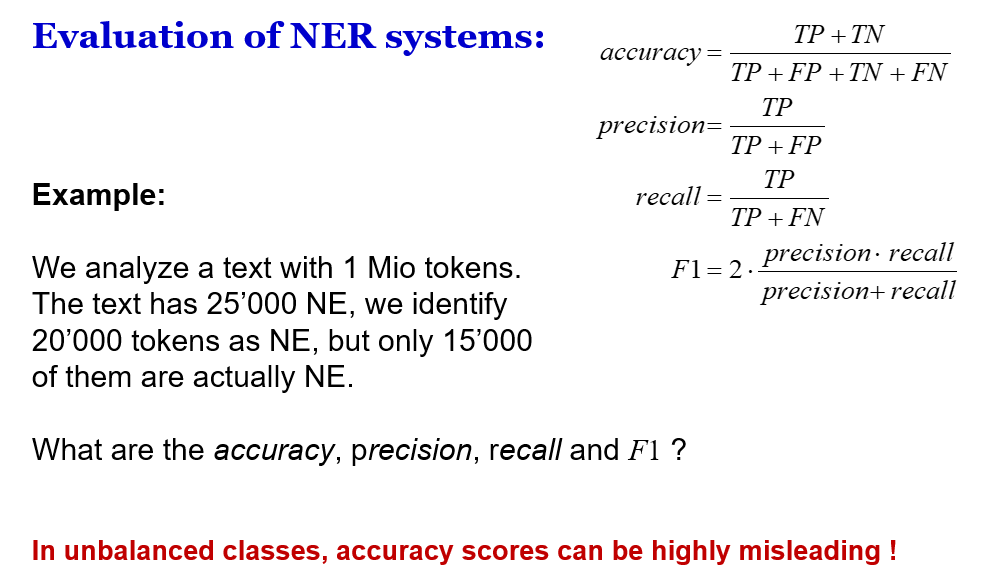 Evaluation of NER systems:
accuracy = \frac{TP + TN}{TP + FP + TN + FN}
precision = \frac{TP}{TP + FP}
recall = \frac{TP}{TP + FN}
F1 = 2 \cdot \frac{precision \cdot recall}{precision + recall}
Example:
We analyze a text with 1 Mio tokens.
The text has 25’000 NE, we identify
20’000 tokens as NE, but only 15’000
of them are actually NE.
What are the accuracy, precision, recall and F1 ?
In unbalanced classes, accuracy scores can be highly misleading !